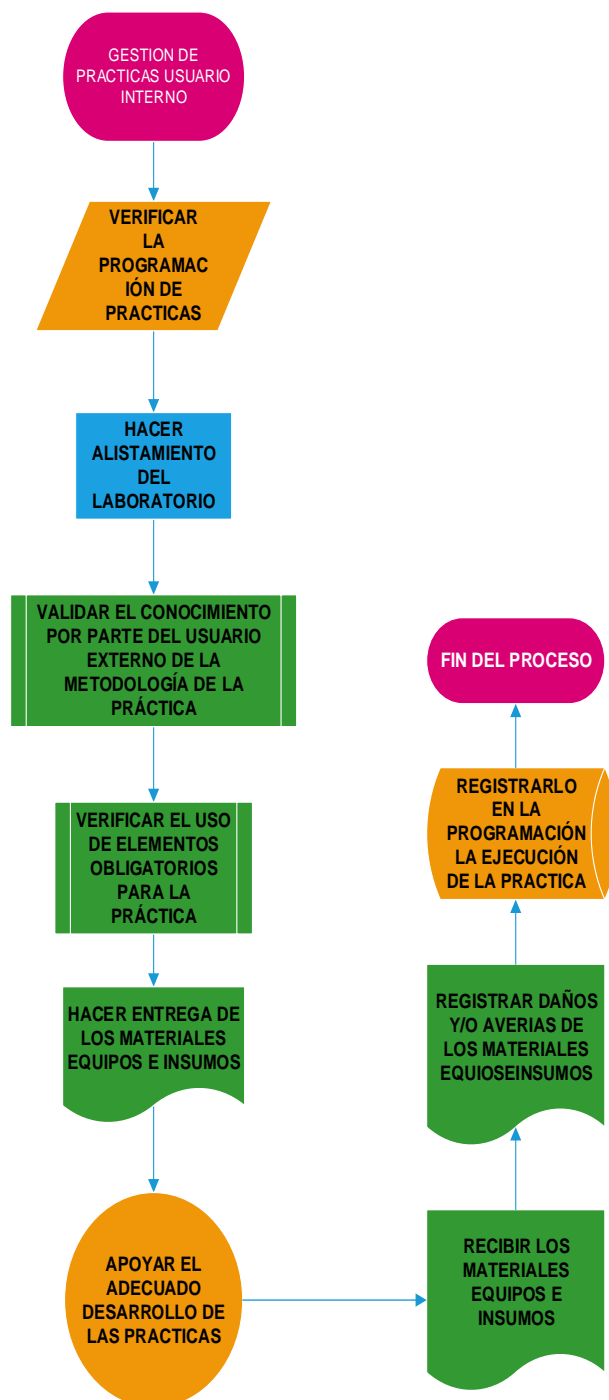 GESTION DE
PRACTICAS USUARIO
INTERNO
VERIFICAR
LA
PROGRAMAC
IÓN DE
PRACTICAS
HACER
ALISTAMIENTO
DEL
LABORATORIO
VALIDAR EL CONOCIMIENTO
POR PARTE DEL USUARIO
EXTERNO DE LA
METODOLOGÍA DE LA
PRÁCTICA
VERIFICAR EL USO
DE ELEMENTOS
OBLIGATORIOS
PARA LA
PRÁCTICA
HACER ENTREGA DE
LOS MATERIALES
EQUIPOS E INSUMOS
APOYAR EL
ADECUADO
DESARROLLO DE
LAS PRACTICAS
RECIBIR LOS
MATERIALES
EQUIPOS E
INSUMOS
REGISTRAR DAÑOS
Y/O AVERIAS DE
LOS MATERIALES
EQUIOSEINSUMOS
REGISTRARLO
EN LA
PROGRAMACIÓN
LA EJECUCIÓN
DE LA PRACTICA
FIN DEL PROCESO